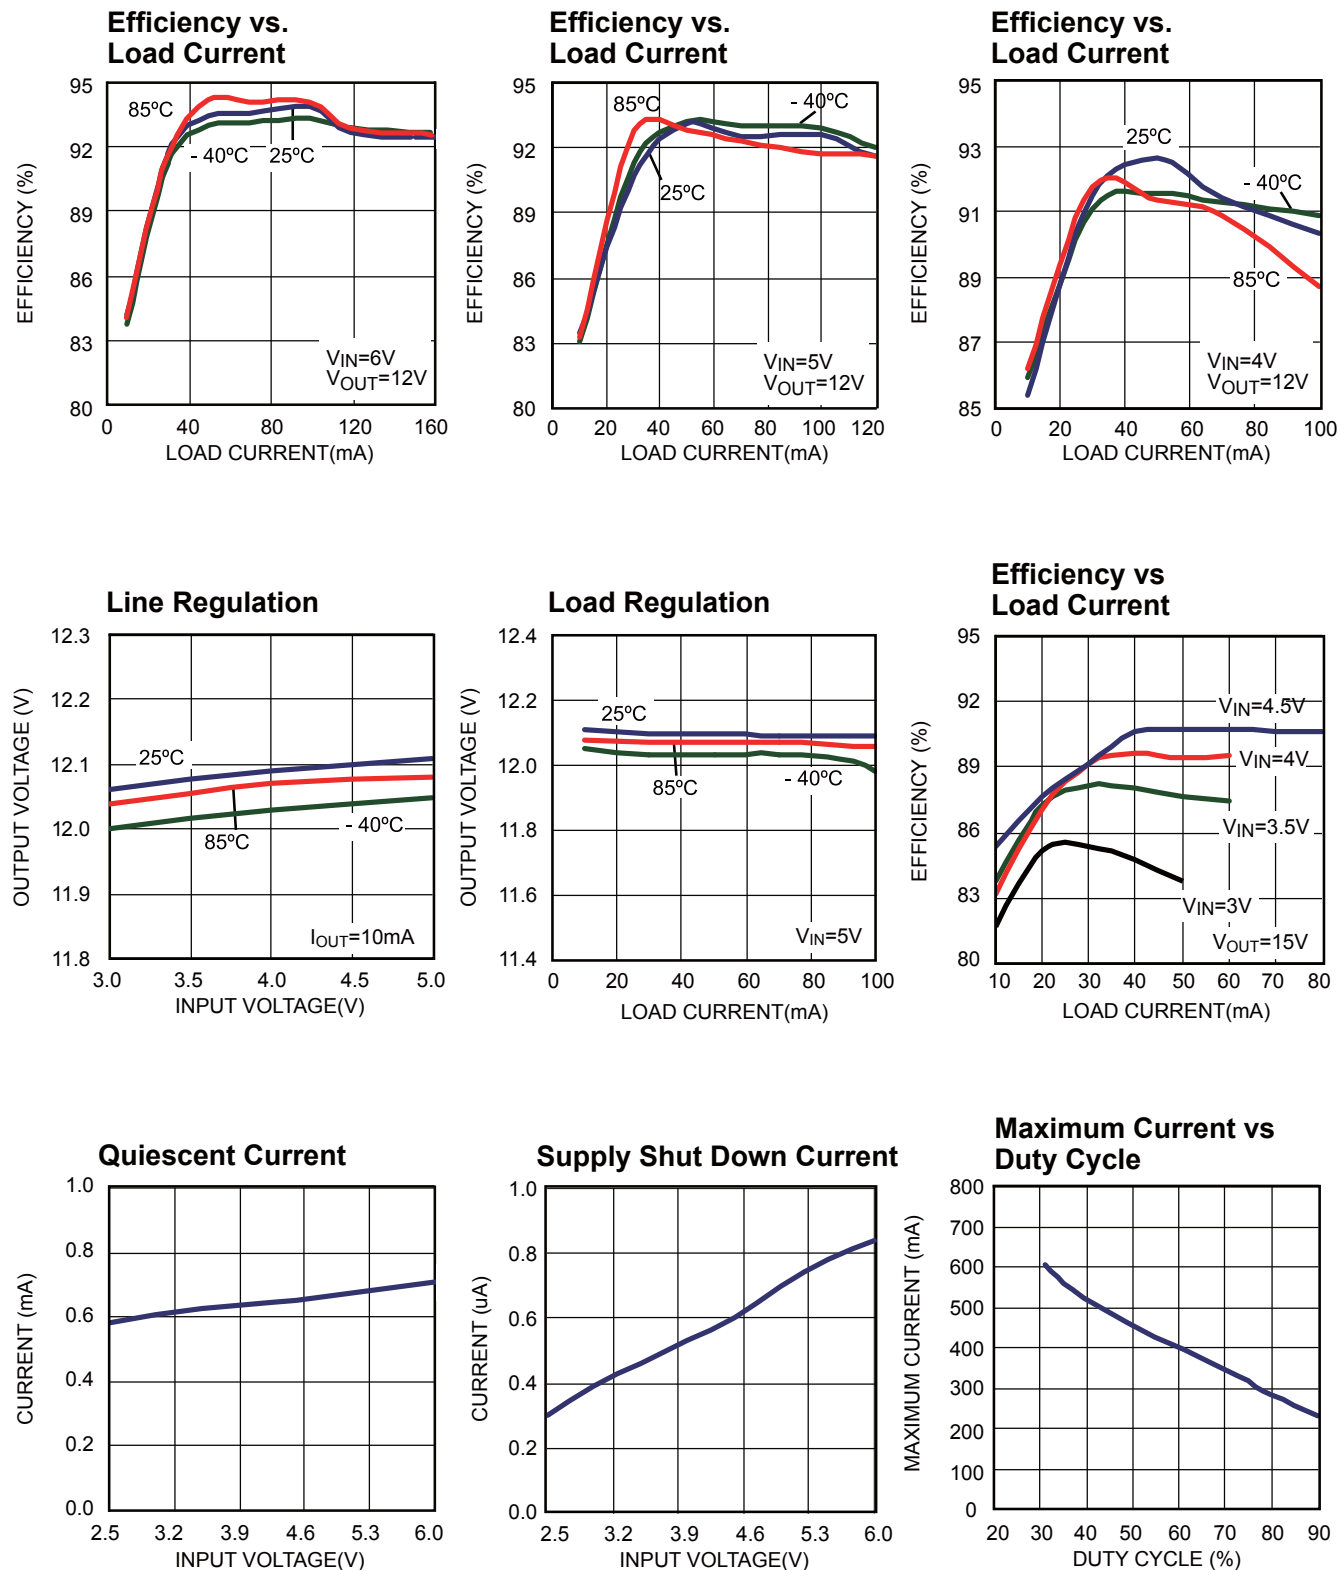 Efficiency vs.
Load Current
EFFICIENCY (%)
95
92
89
86
83
80
85ºC
- 40ºC
25ºC
VIN=6V
VOUT=12V
0 40 80 120 160
LOAD CURRENT(mA)
Efficiency vs.
Load Current
EFFICIENCY (%)
95
92
89
86
83
80
85ºC
- 40ºC
25ºC
VIN=5V
VOUT=12V
0 20 40 60 80 100 120
LOAD CURRENT(mA)
Efficiency vs.
Load Current
EFFICIENCY (%)
95
93
91
89
87
85
25ºC
- 40ºC
85ºC
VIN=4V
VOUT=12V
0 20 40 60 80 100
LOAD CURRENT(mA)
Line Regulation
OUTPUT VOLTAGE (V)
12.3
12.2
12.1
12.0
11.9
11.8
25ºC
85ºC
- 40ºC
IOUT=10mA
3.0 3.5 4.0 4.5 5.0
INPUT VOLTAGE(V)
Load Regulation
OUTPUT VOLTAGE (V)
12.4
12.2
12.0
11.8
11.6
11.4
25ºC
85ºC
- 40ºC
VIN=5V
0 20 40 60 80 100
LOAD CURRENT(mA)
Efficiency vs
Load Current
EFFICIENCY (%)
95
92
89
86
83
80
VIN=4.5V
VIN=4V
VIN=3.5V
VIN=3V
VOUT=15V
10 20 30 40 50 60 70 80
LOAD CURRENT(mA)
Quiescent Current
CURRENT (mA)
1.0
0.8
0.6
0.4
0.2
0.0
2.5 3.2 3.9 4.6 5.3 6.0
INPUT VOLTAGE(V)
Supply Shut Down Current
CURRENT (uA)
1.0
0.8
0.6
0.4
0.2
0.0
2.5 3.2 3.9 4.6 5.3 6.0
INPUT VOLTAGE(V)
Maximum Current vs
Duty Cycle
MAXIMUM CURRENT (mA)
800
700
600
500
400
300
200
100
0
20 30 40 50 60 70 80 90
DUTY CYCLE (%)